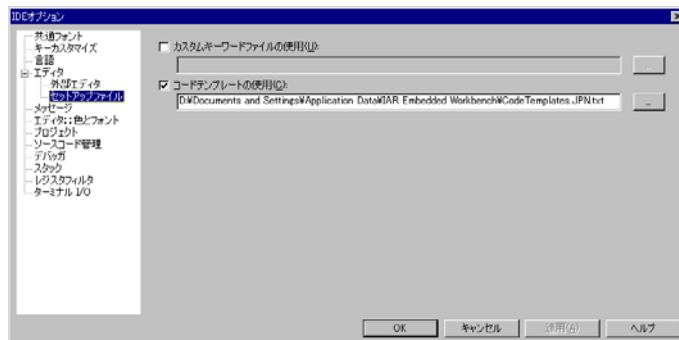 IDEオプション
共通フォント
キーカスタマイズ
言語
エディタ
外部エディタ
セットアップファイル
メッセージ
エディタ::色とフォント
プロジェクト
ソースコード管理
デバッガ
スタック
レジスタフィルタ
ターミナル I/O
カスタムキーワードファイルの使用(U):
...
コードテンプレートの使用(C):
D:¥Documents and Settings¥Application Data¥IAR Embedded Workbench¥CodeTemplates.JPN.txt
...
OK
キャンセル
適用(A)
ヘルプ